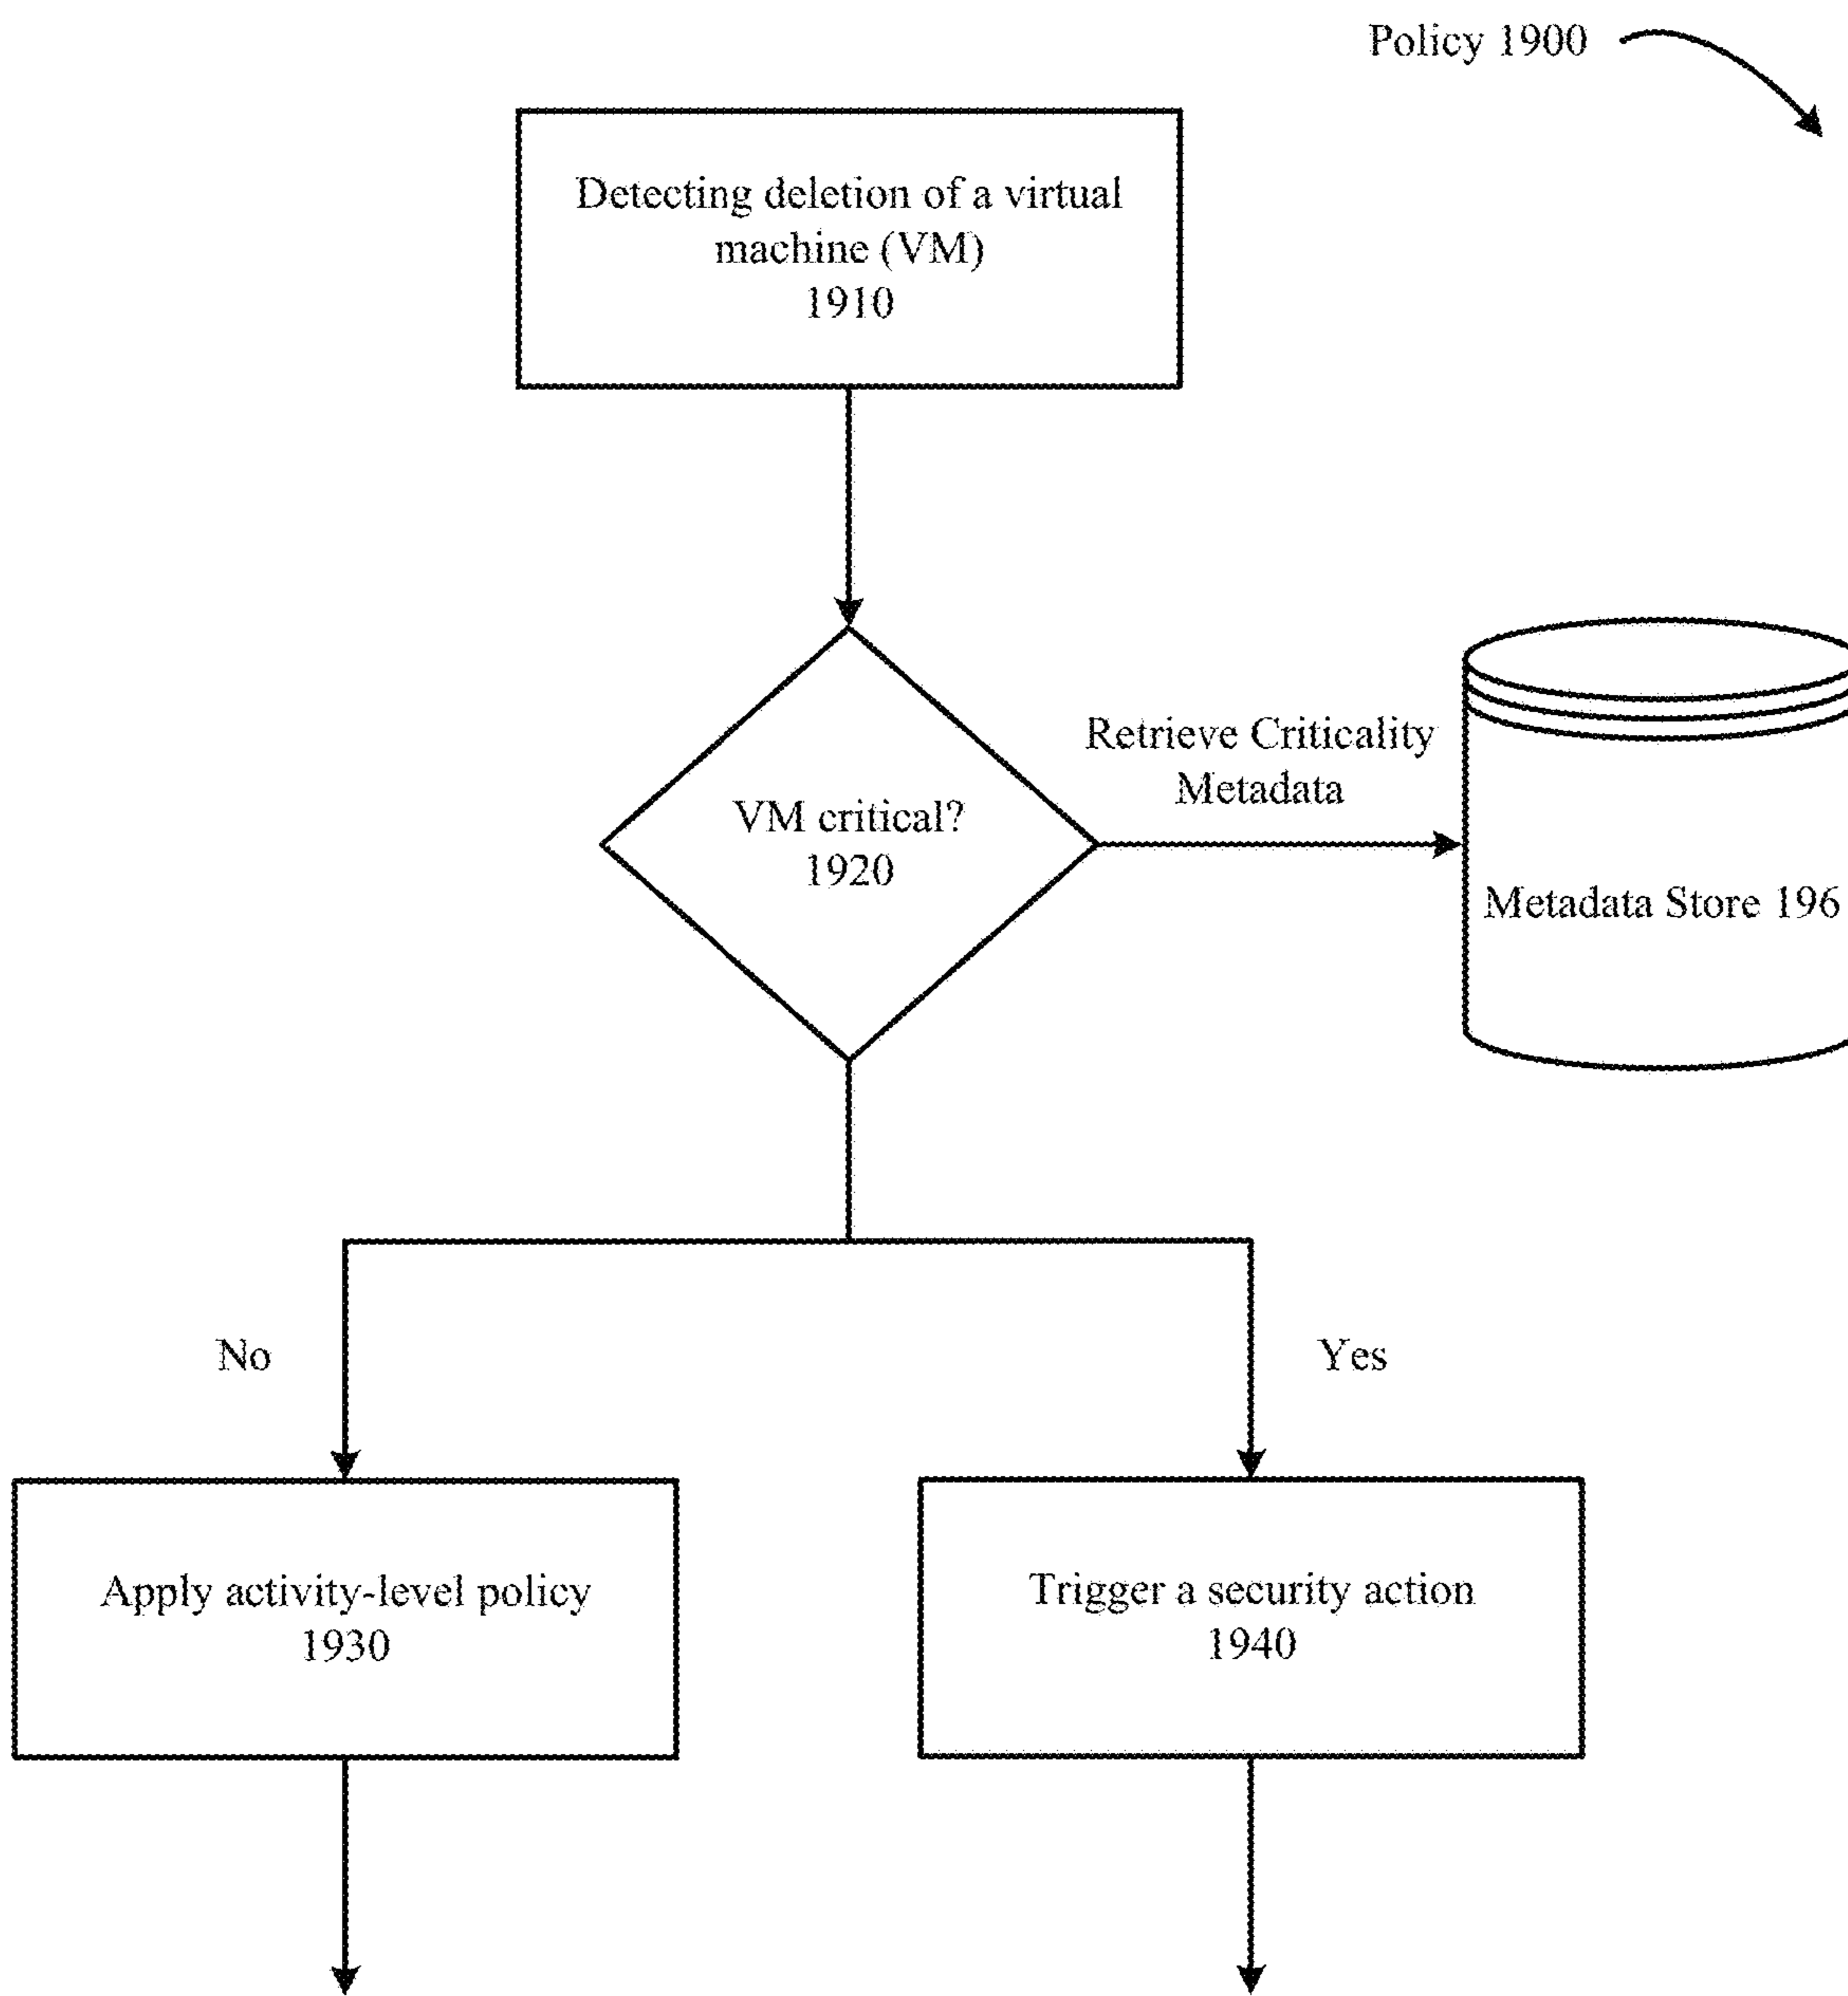 Policy 1900
Detecting deletion of a virtual
machine (VM)
1910
Retrieve Criticality
Metadata
VM critical?
1920
Metadata Store 196
No
Yes
Apply activity-level policy
1930
Trigger a security action
1940